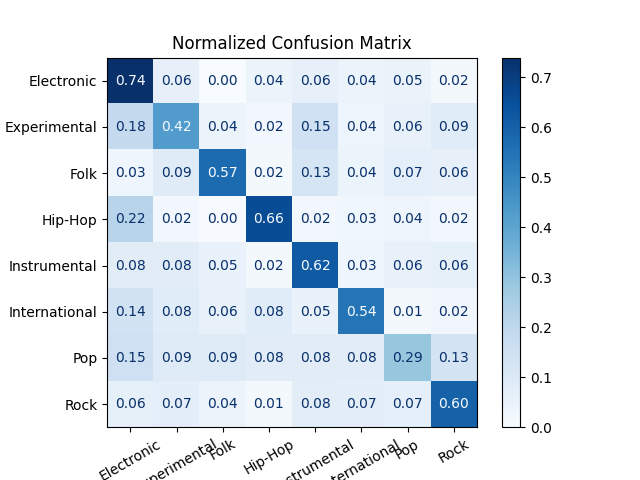 Normalized Confusion Matrix
Electronic 0.74 0.06 0.00 0.04 0.06 0.04 0.05 0.02
Experimental 0.18 0.42 0.04 0.02 0.15 0.04 0.06 0.09
Folk 0.03 0.09 0.57 0.02 0.13 0.04 0.07 0.06
Hip-Hop 0.22 0.02 0.00 0.66 0.02 0.03 0.04 0.02
Instrumental 0.08 0.08 0.05 0.02 0.62 0.03 0.06 0.06
International 0.14 0.08 0.06 0.08 0.05 0.54 0.01 0.02
Pop 0.15 0.09 0.09 0.08 0.08 0.08 0.29 0.13
Rock 0.06 0.07 0.04 0.01 0.08 0.07 0.07 0.60
Electronic perimental Folk Hip-Hop strumental ternational Pop Rock
0.7
0.6
0.5
0.4
0.3
0.2
0.1
0.0